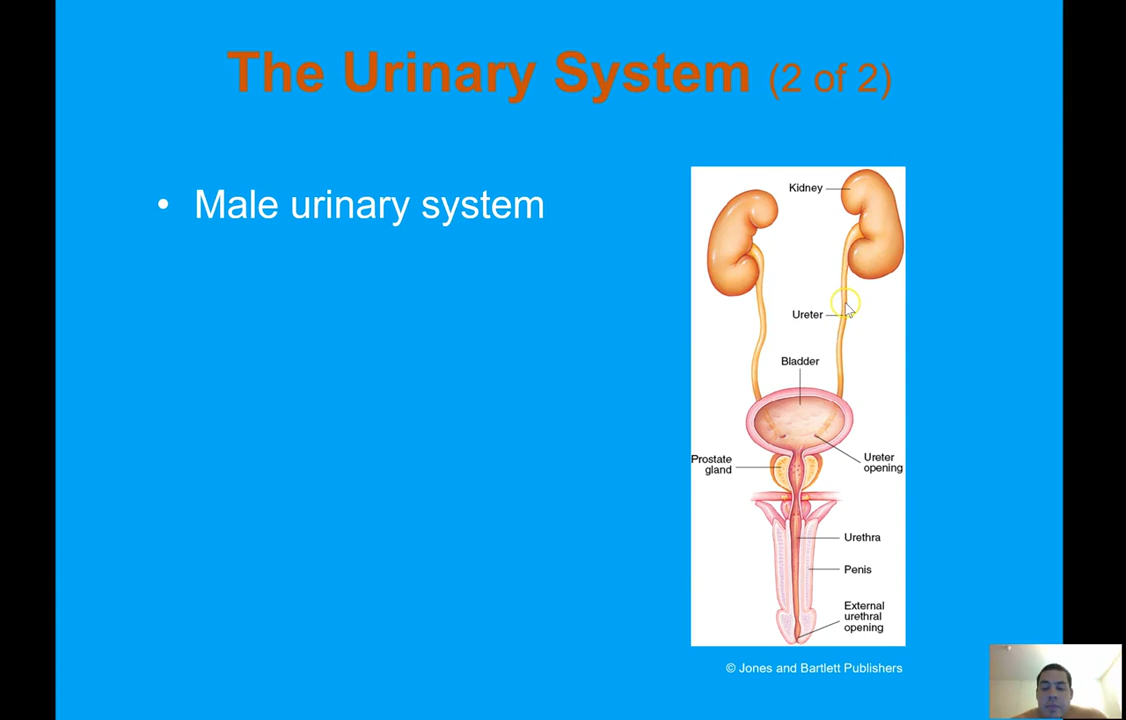 The Urinary System (2 of 2)
• Male urinary system
Kidney
Ureter
Bladder
Prostate
gland
Ureter
opening
Urethra
Penis
External
urethral
opening
© Jones and Bartlett Publishers